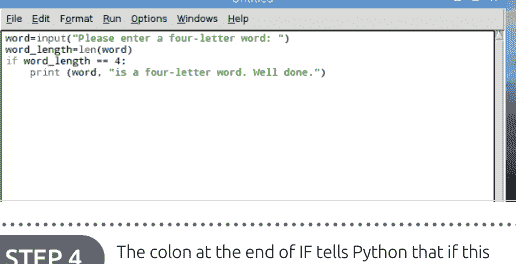 File Edit Format Run Options Windows Help
word=input("Please enter a four-letter word: ")
word_length=len(word)
if word_length == 4:
    print (word, "is a four-letter word. Well done.")
STEP 4 The colon at the end of IF tells Python that if this